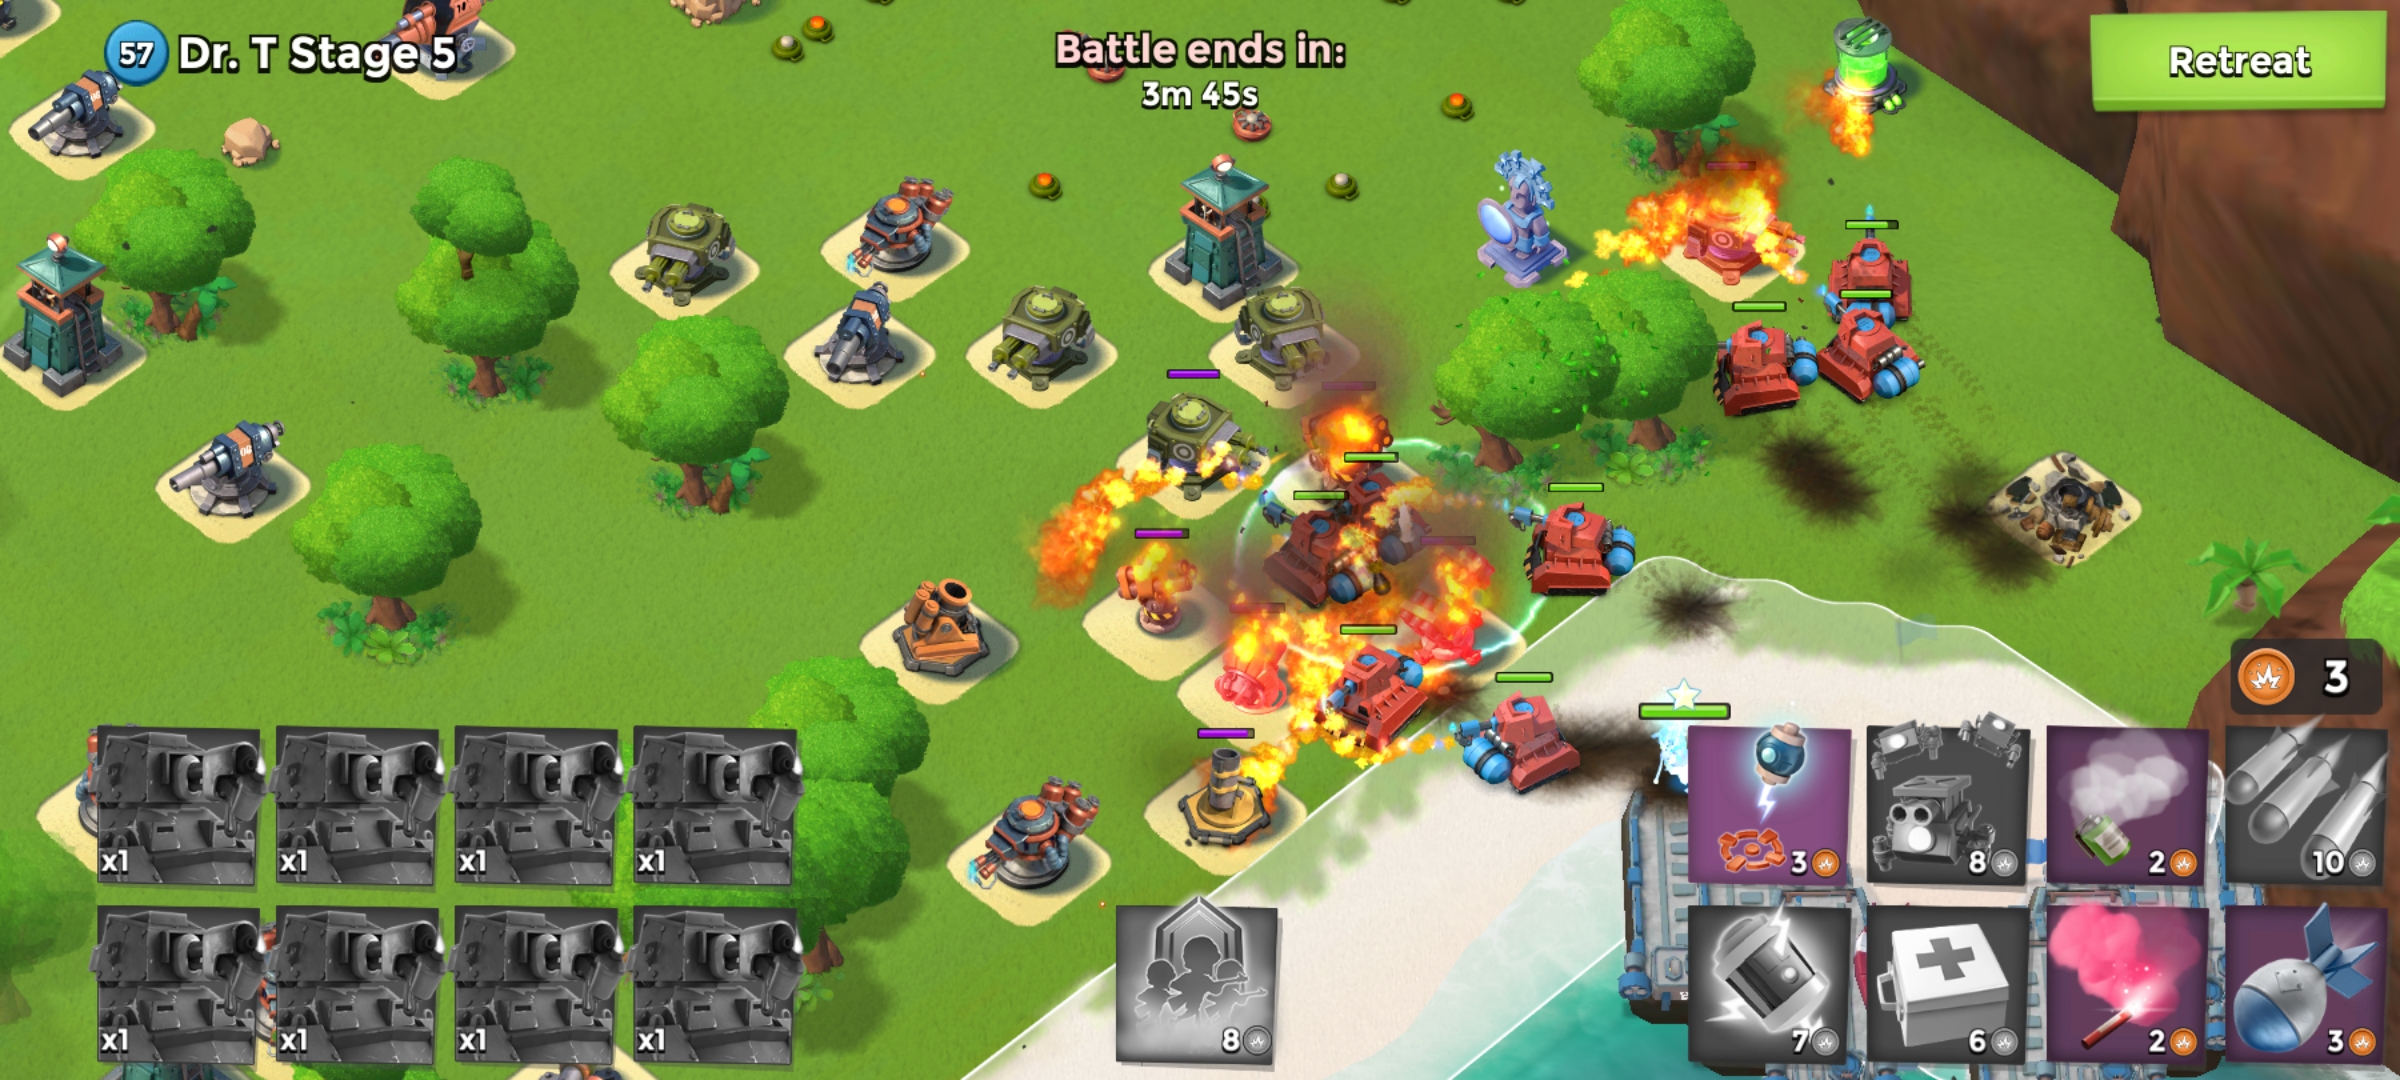 57 Dr. T Stage 5
Battle ends in:
3m 45s
Retreat
3
x1 x1 x1 x1
3 8 2 10
x1 x1 x1 x1
8
7 6 2 3